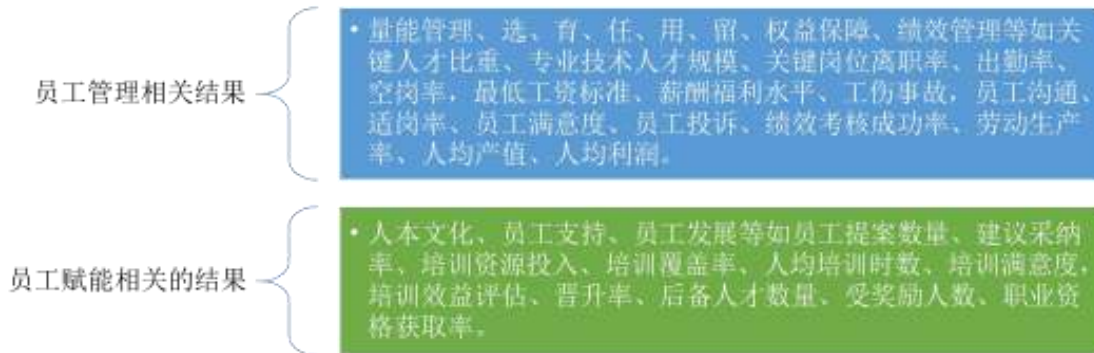 员工管理相关结果
• 量能管理、选、育、任、用、留、权益保障、绩效管理等如关
键人才比重、专业技术人才规模、关键岗位离职率、出勤率、
空岗率，最低工资标准、薪酬福利水平、工伤事故，员工沟通、
适岗率、员工满意度、员工投诉、绩效考核成功率、劳动生产
率、人均产值、人均利润。
员工赋能相关的结果
• 人本文化、员工支持、员工发展等如员工提案数量、建议采纳
率、培训资源投入、培训覆盖率、人均培训时数、培训满意度，
培训效益评估、晋升率、后备人才数量、受奖励人数、职业资
格获取率。